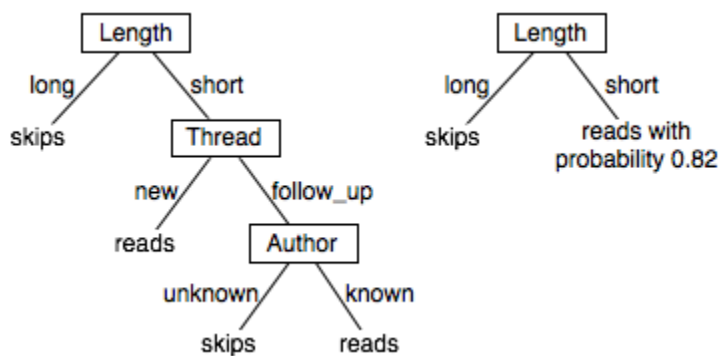 Length
long
short
skips
Thread
new
follow_up
reads
Author
unknown
known
skips
reads
Length
long
short
skips
reads with
probability 0.82